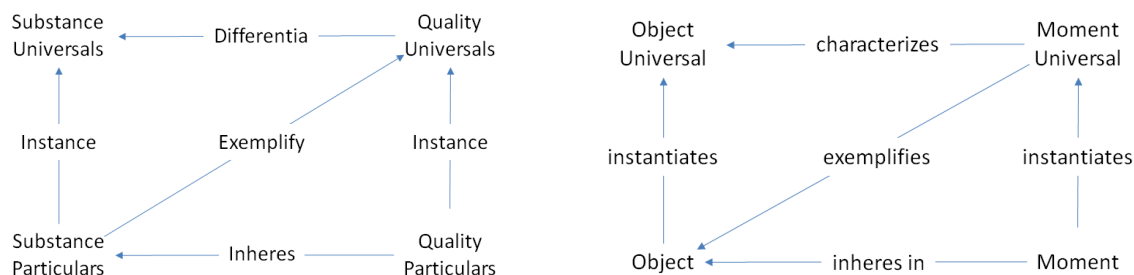 Substance
Universals
Differentia
Quality
Universals
Instance
Exemplify
Instance
Substance
Particulars
Inheres
Quality
Particulars
Object
Universal
characterizes
Moment
Universal
instantiates
exemplifies
instantiates
Object
inheres in
Moment